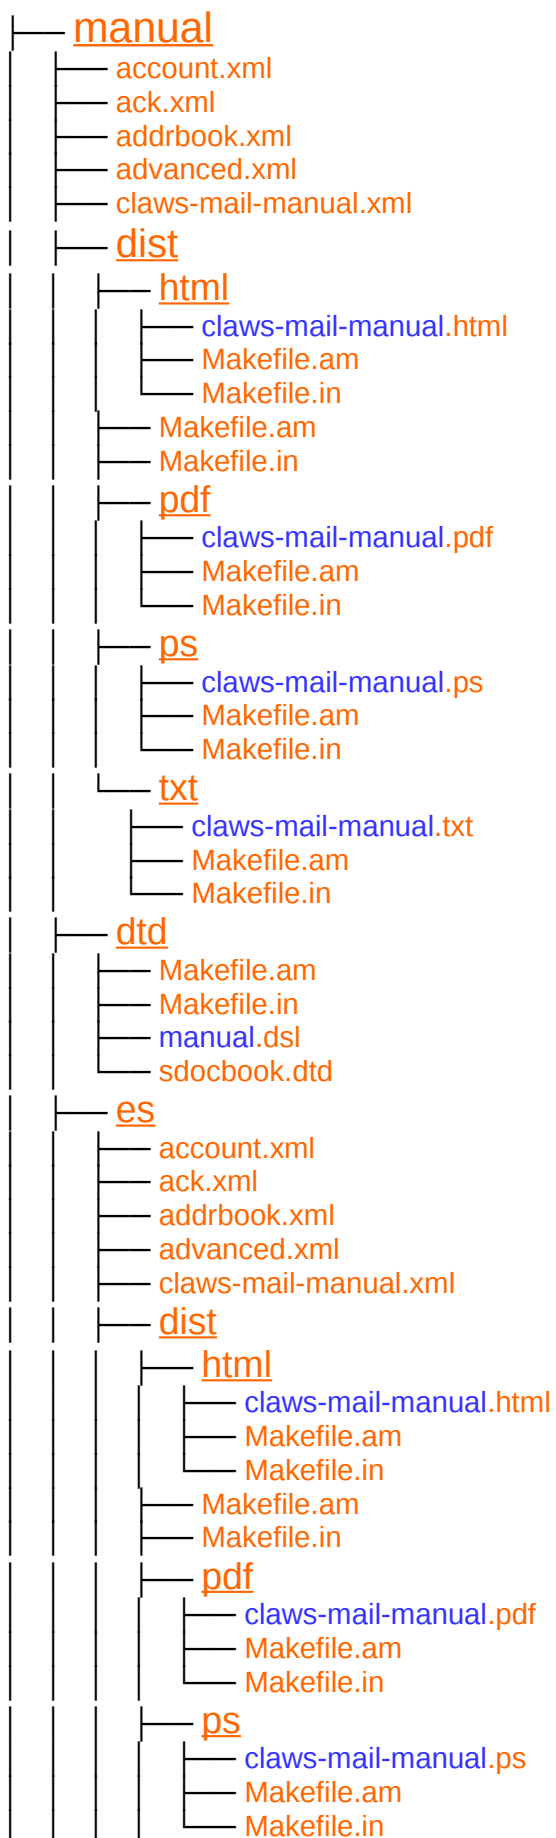 manual
account.xml
ack.xml
addrbook.xml
advanced.xml
claws-mail-manual.xml
dist
html
claws-mail-manual.html
Makefile.am
Makefile.in
Makefile.am
Makefile.in
pdf
claws-mail-manual.pdf
Makefile.am
Makefile.in
ps
claws-mail-manual.ps
Makefile.am
Makefile.in
txt
claws-mail-manual.txt
Makefile.am
Makefile.in
dtd
Makefile.am
Makefile.in
manual.dsl
sdocbook.dtd
es
account.xml
ack.xml
addrbook.xml
advanced.xml
claws-mail-manual.xml
dist
html
claws-mail-manual.html
Makefile.am
Makefile.in
Makefile.am
Makefile.in
pdf
claws-mail-manual.pdf
Makefile.am
Makefile.in
ps
claws-mail-manual.ps
Makefile.am
Makefile.in